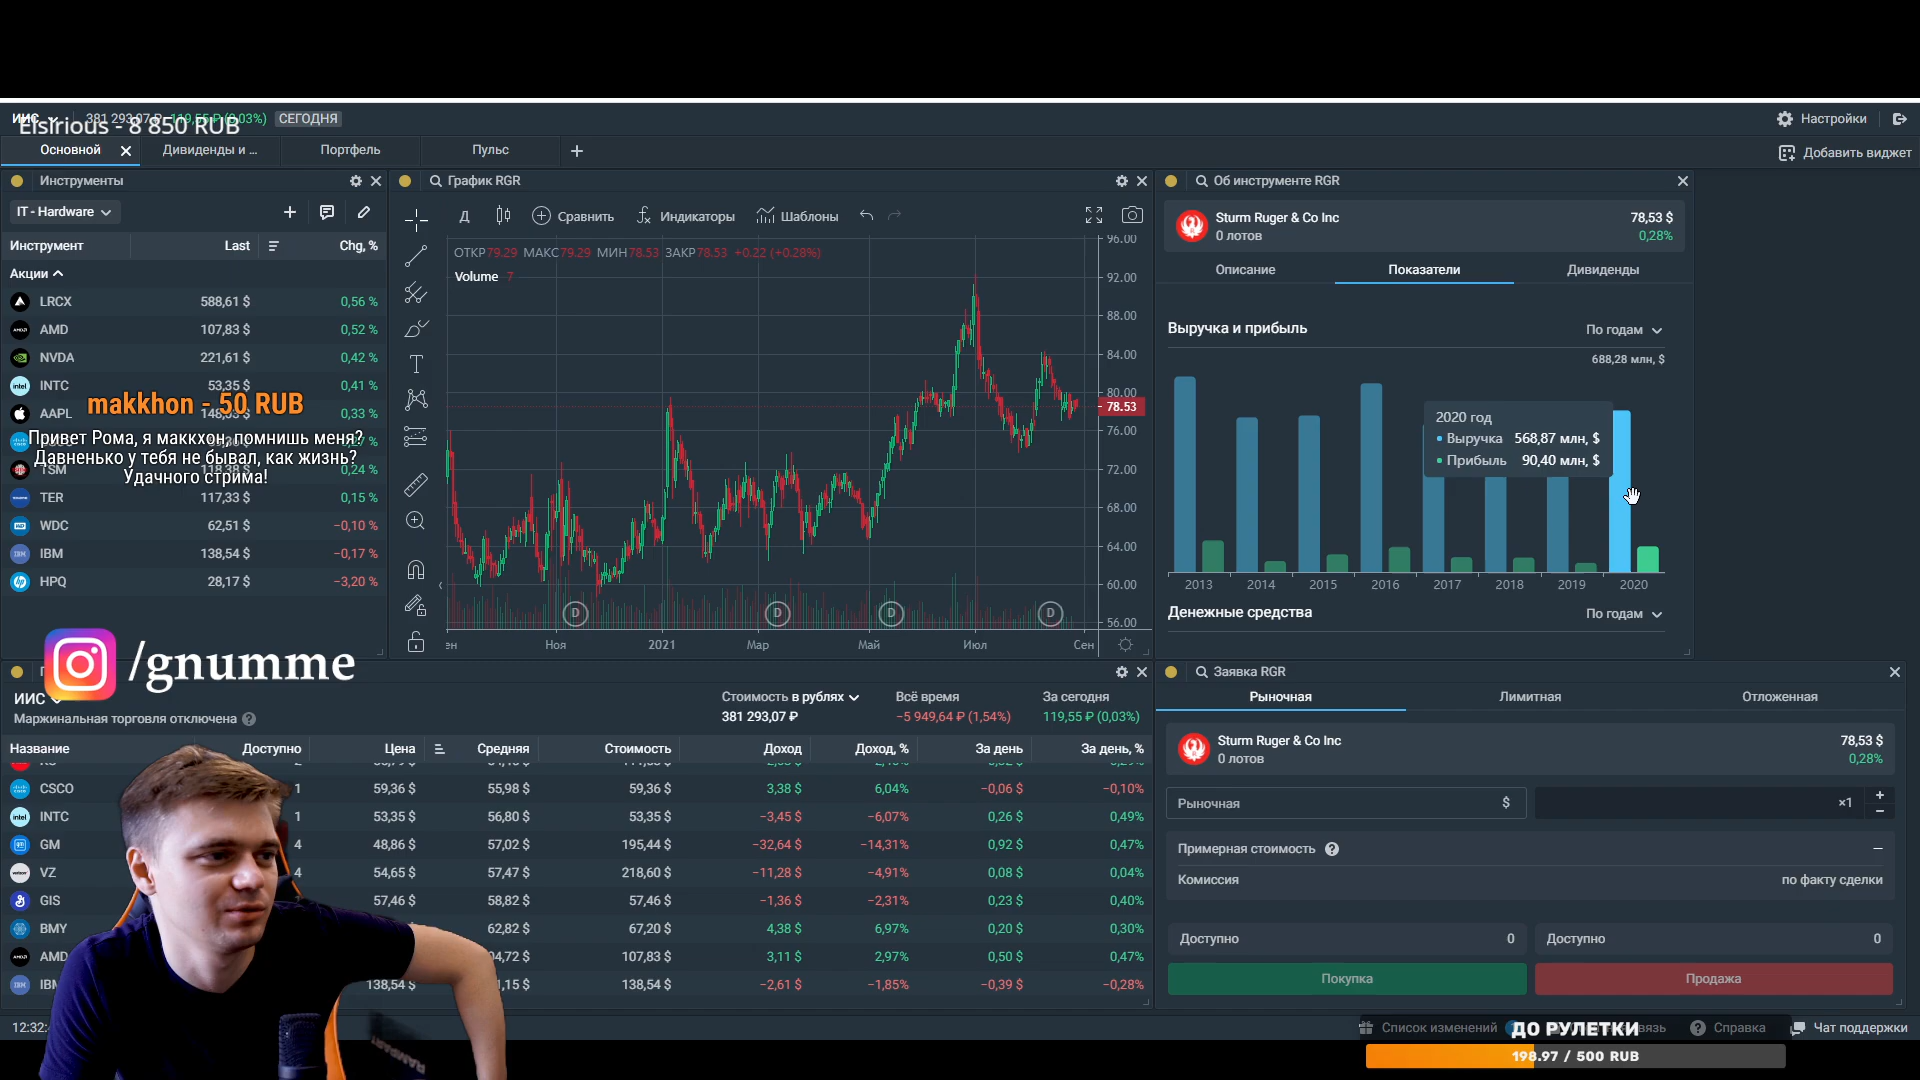 ИИС 381 293,07 ₽ 119,55 ₽ (0,03%) СЕГОДНЯ
Elsirious - 8 850 RUB
Настройки
Основной
Дивиденды и ...
Портфель
Пульс
Добавить виджет
Инструменты
IT - Hardware
Инструмент Last Chg, %
Акции
LRCX 588,61 $ 0,56 %
AMD 107,83 $ 0,52 %
NVDA 221,61 $ 0,42 %
INTC 53,35 $ 0,41 %
AAPL 0,33 %
TSM 118,38 $ 0,24 %
TER 117,33 $ 0,15 %
WDC 62,51 $ −0,10 %
IBM 138,54 $ −0,17 %
HPQ 28,17 $ −3,20 %
makkhon - 50 RUB
Привет Рома, я маккхон, помнишь меня?
Давненько у тебя не бывал, как жизнь?
Удачного стрима!
/gnumme
График RGR
Д Сравнить Индикаторы Шаблоны
ОТКР79.29 МАКС79.29 МИН78.53 ЗАКР78.53 +0.22 (+0.28%)
Volume 7
96.00
92.00
88.00
84.00
80.00
78.53
76.00
72.00
68.00
64.00
60.00
56.00
D D D D
ен Ноя 2021 Мар Май Июл Сен
Об инструменте RGR
Sturm Ruger & Co Inc 78,53 $
0 лотов 0,28%
Описание Показатели Дивиденды
Выручка и прибыль По годам
688,28 млн, $
2020 год
Выручка 568,87 млн, $
Прибыль 90,40 млн, $
2013 2014 2015 2016 2017 2018 2019 2020
Денежные средства По годам
ИИС
Маржинальная торговля отключена
Стоимость в рублях Всё время За сегодня
381 293,07 ₽ −5 949,64 ₽ (1,54%) 119,55 ₽ (0,03%)
Название Доступно Цена Средняя Стоимость Доход Доход, % За день За день, %
CSCO 1 59,36 $ 55,98 $ 59,36 $ 3,38 $ 6,04% −0,06 $ −0,10%
INTC 1 53,35 $ 56,80 $ 53,35 $ −3,45 $ −6,07% 0,26 $ 0,49%
GM 4 48,86 $ 57,02 $ 195,44 $ −32,64 $ −14,31% 0,92 $ 0,47%
VZ 4 54,65 $ 57,47 $ 218,60 $ −11,28 $ −4,91% 0,08 $ 0,04%
GIS 57,46 $ 58,82 $ 57,46 $ −1,36 $ −2,31% 0,23 $ 0,40%
BMY 62,82 $ 67,20 $ 4,38 $ 6,97% 0,20 $ 0,30%
AMD 107,83 $ 3,11 $ 2,97% 0,50 $ 0,47%
138,54 $ 138,54 $ −2,61 $ −1,85% −0,39 $ −0,28%
Заявка RGR
Рыночная Лимитная Отложенная
Sturm Ruger & Co Inc 78,53 $
0 лотов 0,28%
Рыночная $ ×1 + −
Примерная стоимость –
Комиссия по факту сделки
Доступно 0 Доступно 0
Покупка Продажа
12:32:
Список изменений
Справка
Чат поддержки
ДО РУЛЕТКИ
198.97 / 500 RUB